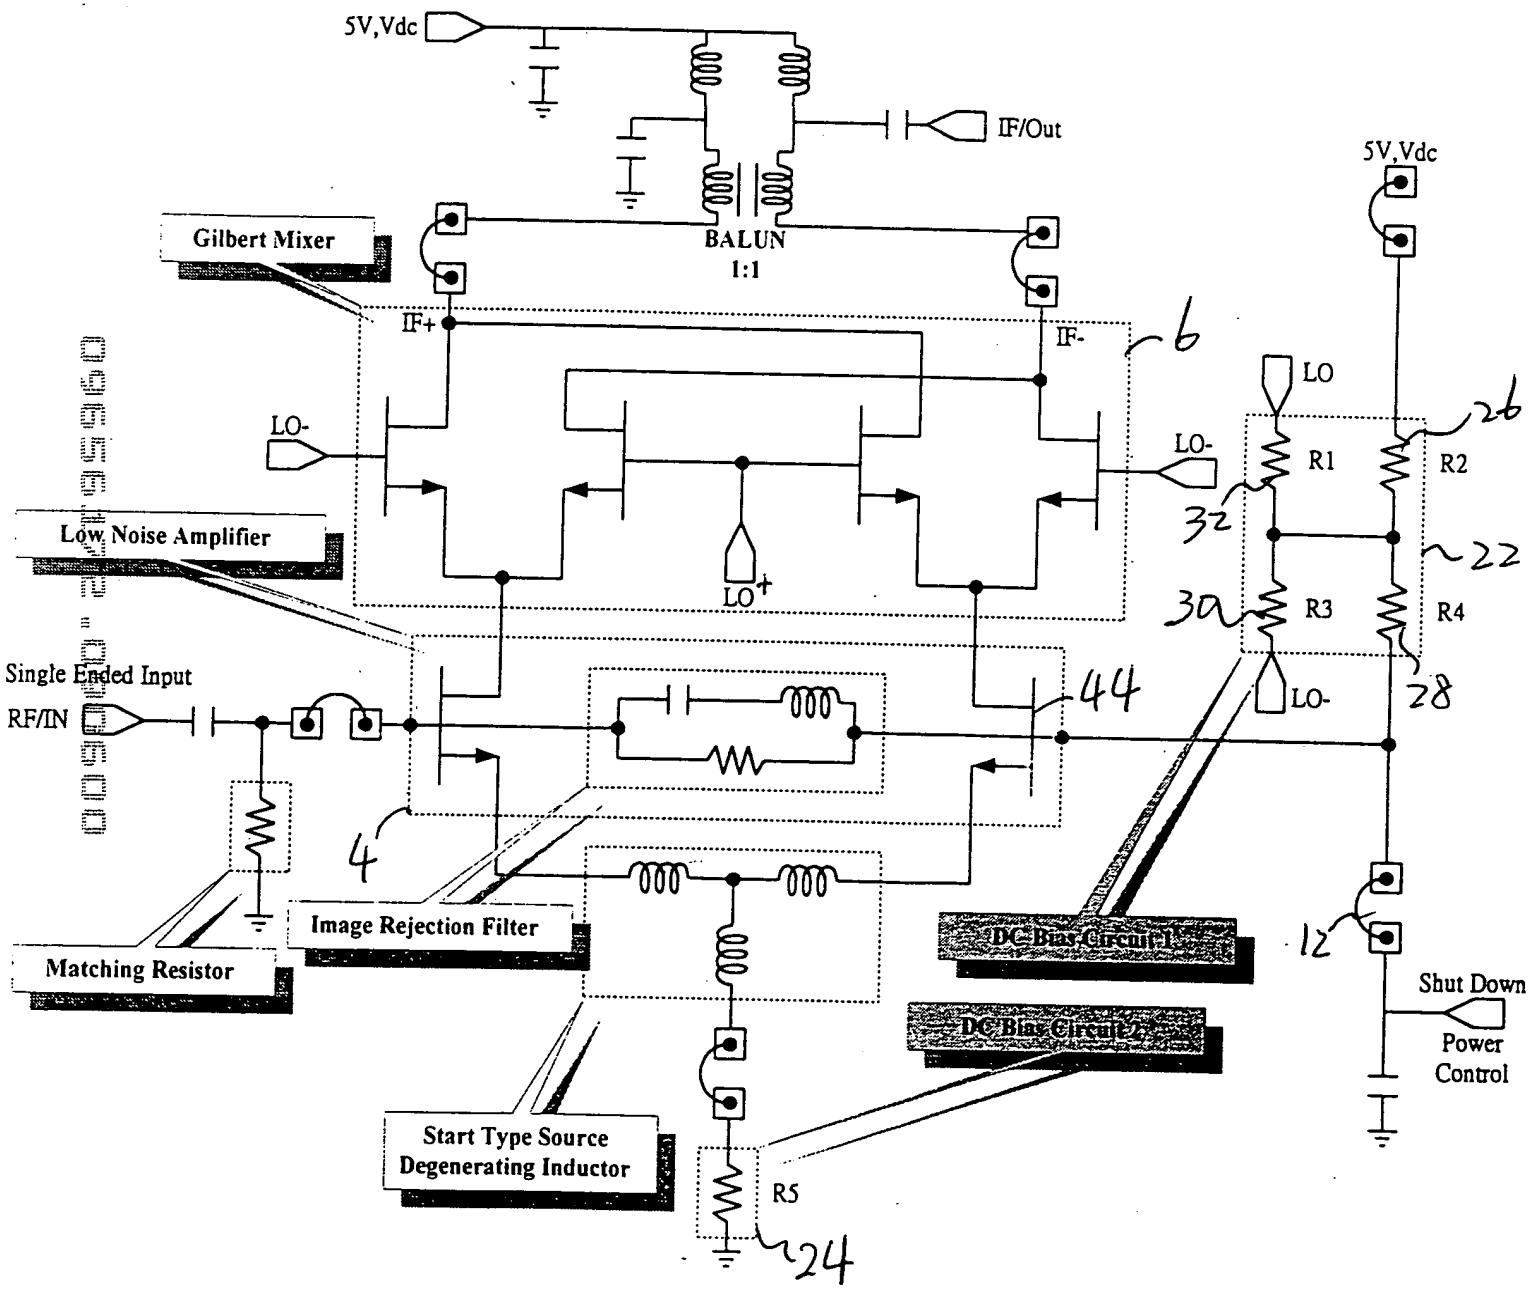 5V,Vdc
IF/Out
5V,Vdc
BALUN
1:1
Gilbert Mixer
IF+
IF-
6
LO
26
LO-
LO-
R1
R2
32
Low Noise Amplifier
22
LO+
30
R3
R4
Single Ended Input
44
28
RF/IN
LO-
4
Image Rejection Filter
DC Bias Circuit 1
12
Matching Resistor
Shut Down
Power
Control
DC Bias Circuit 2
Start Type Source
Degenerating Inductor
R5
24